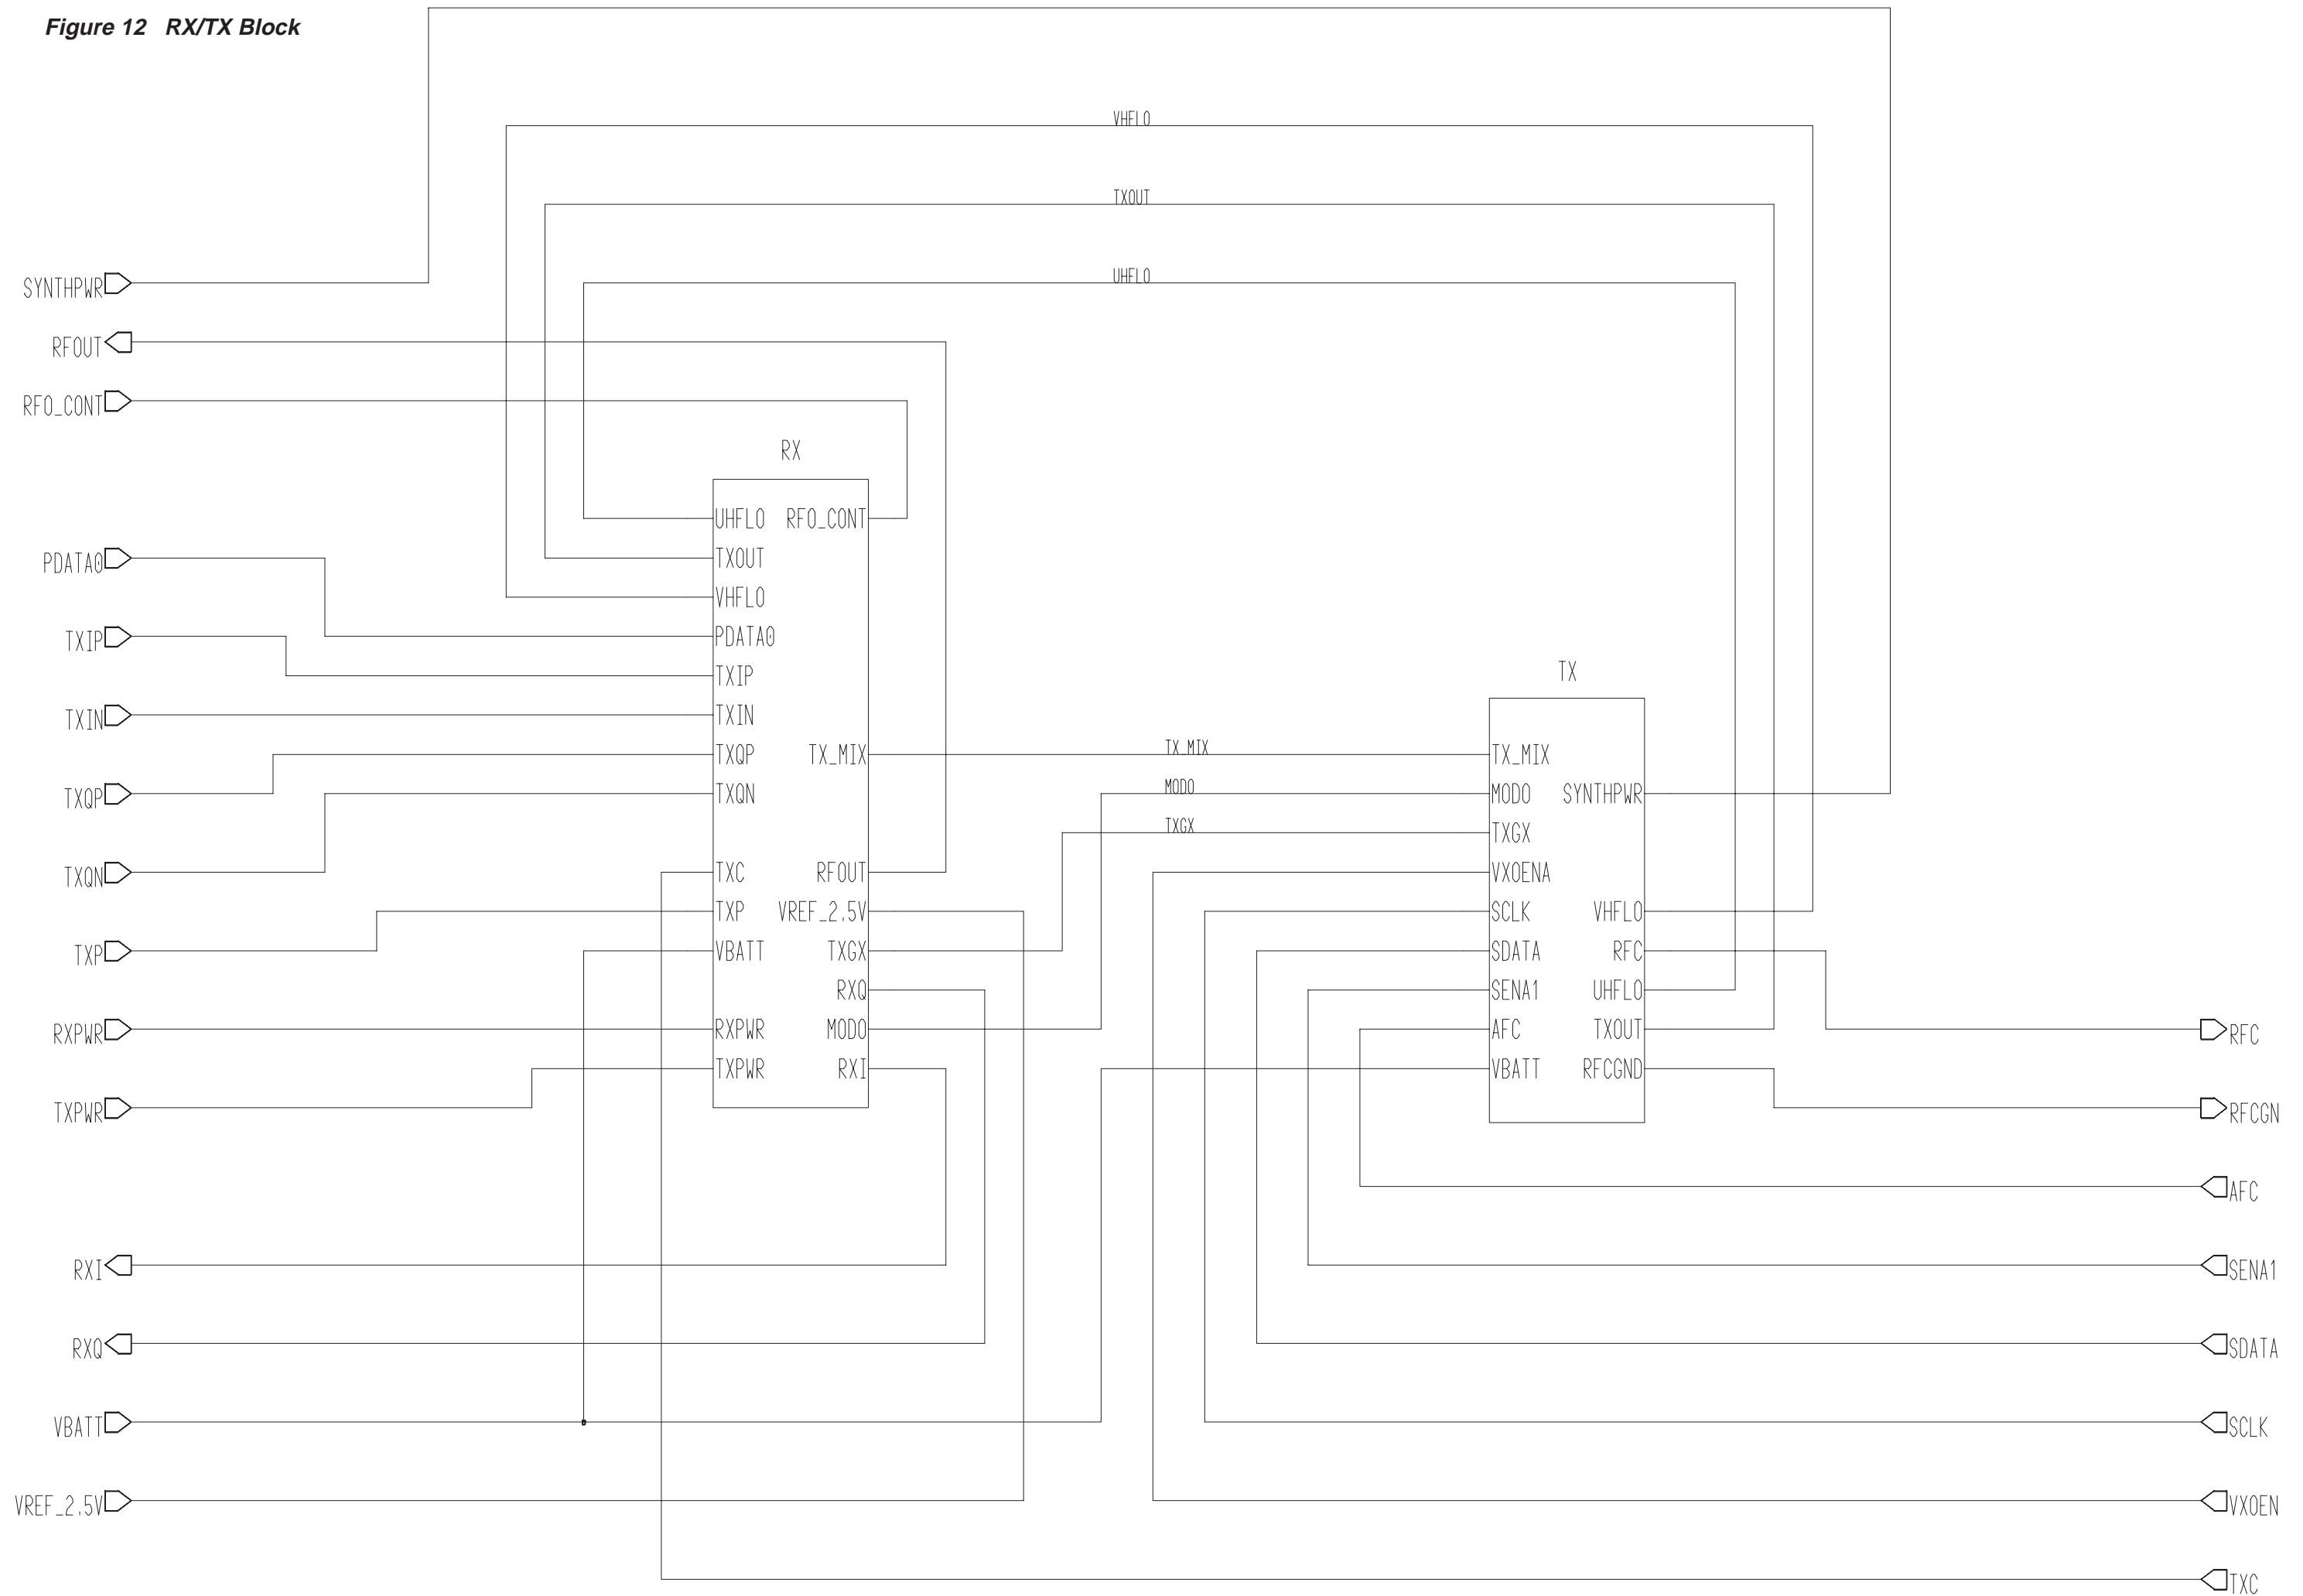 Figure 12 RX/TX Block
VHFLO
TXOUT
UHFLO
SYNTHPWR
RFOUT
RFO_CONT
PDATA0
TXIP
TXIN
TXQP
TXQN
TXP
RXPWR
TXPWR
RXI
RXQ
VBATT
VREF_2.5V
RX
UHFLO RFO_CONT
TXOUT
VHFLO
PDATA0
TXIP
TXIN
TXQP TX_MIX
TXQN
TXC RFOUT
TXP VREF_2.5V
VBATT TXGX
RXQ
RXPWR MODO
TXPWR RXI
TX_MIX
MODO
TXGX
TX
TX_MIX
MODO SYNTHPWR
TXGX
VXOENA
SCLK VHFLO
SDATA RFC
SENA1 UHFLO
AFC TXOUT
VBATT RFCGND
RFC
RFCGN
AFC
SENA1
SDATA
SCLK
VXOEN
TXC